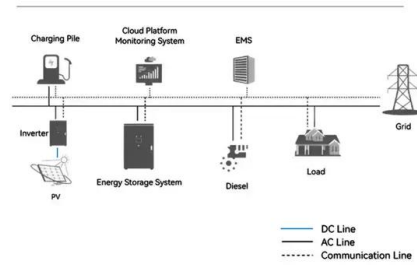 Charging Pile
Cloud Platform
Monitoring System
EMS
Grid
Inverter
PV
Energy Storage System
Diesel
Load
DC Line
AC Line
Communication Line